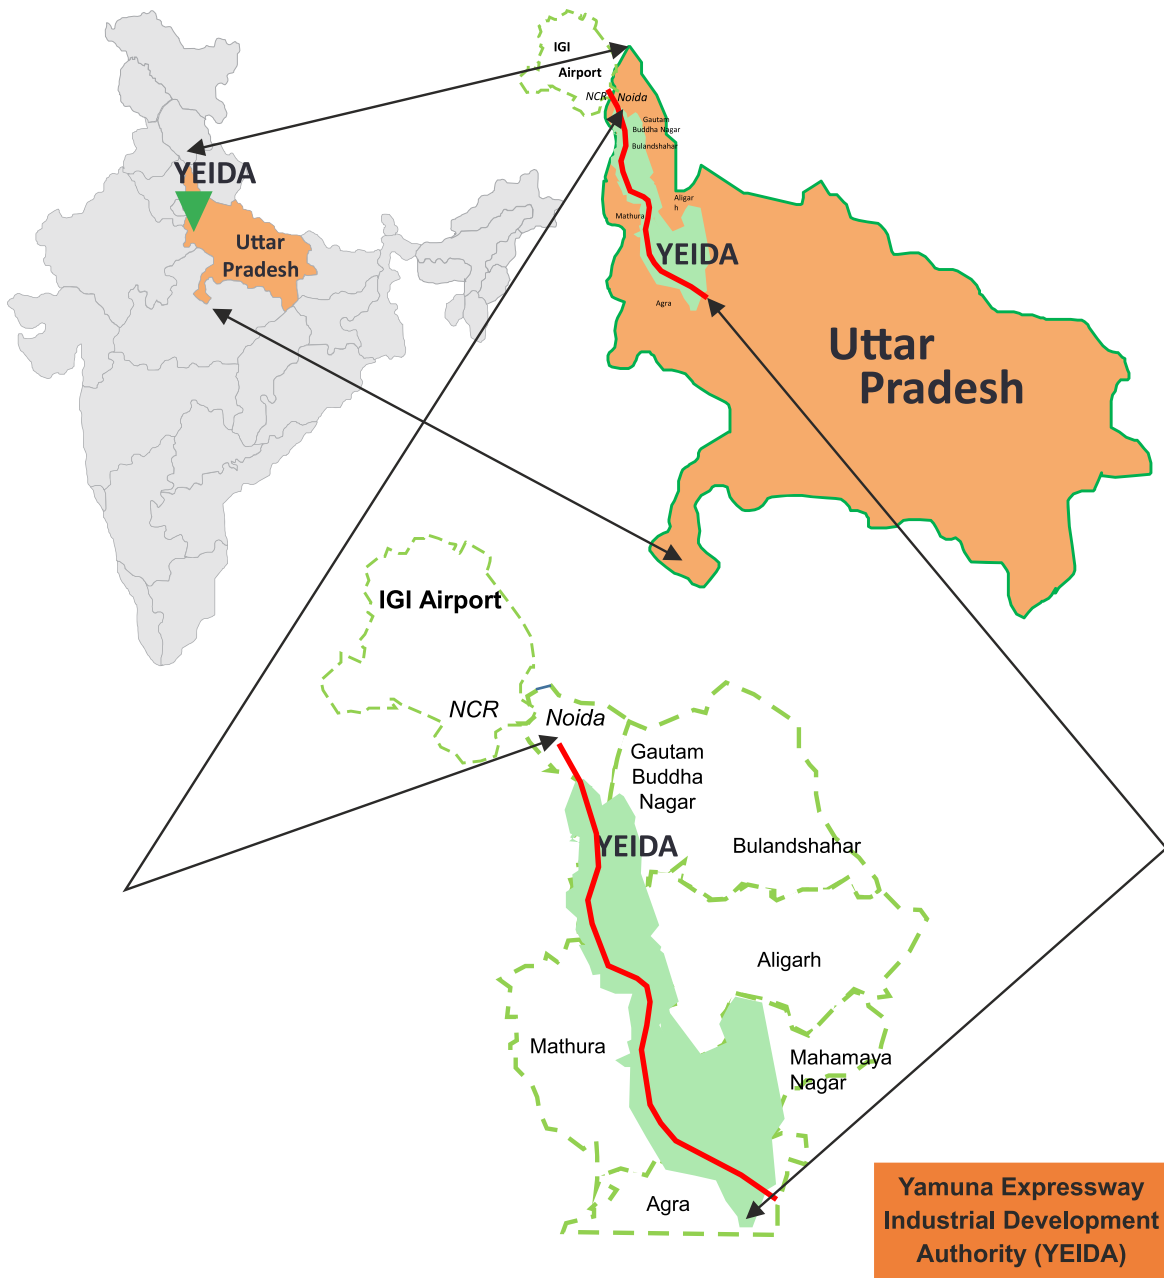 YEIDA
Uttar
Pradesh
IGI
Airport
NCR
Noida
Gautam
Buddha Nagar
Bulandshahar
Aligar
h
Mathura
YEIDA
Agra
Uttar
Pradesh
IGI Airport
NCR
Noida
Gautam
Buddha
Nagar
YEIDA
Bulandshahar
Aligarh
Mathura
Mahamaya
Nagar
Agra
Yamuna Expressway
Industrial Development
Authority (YEIDA)